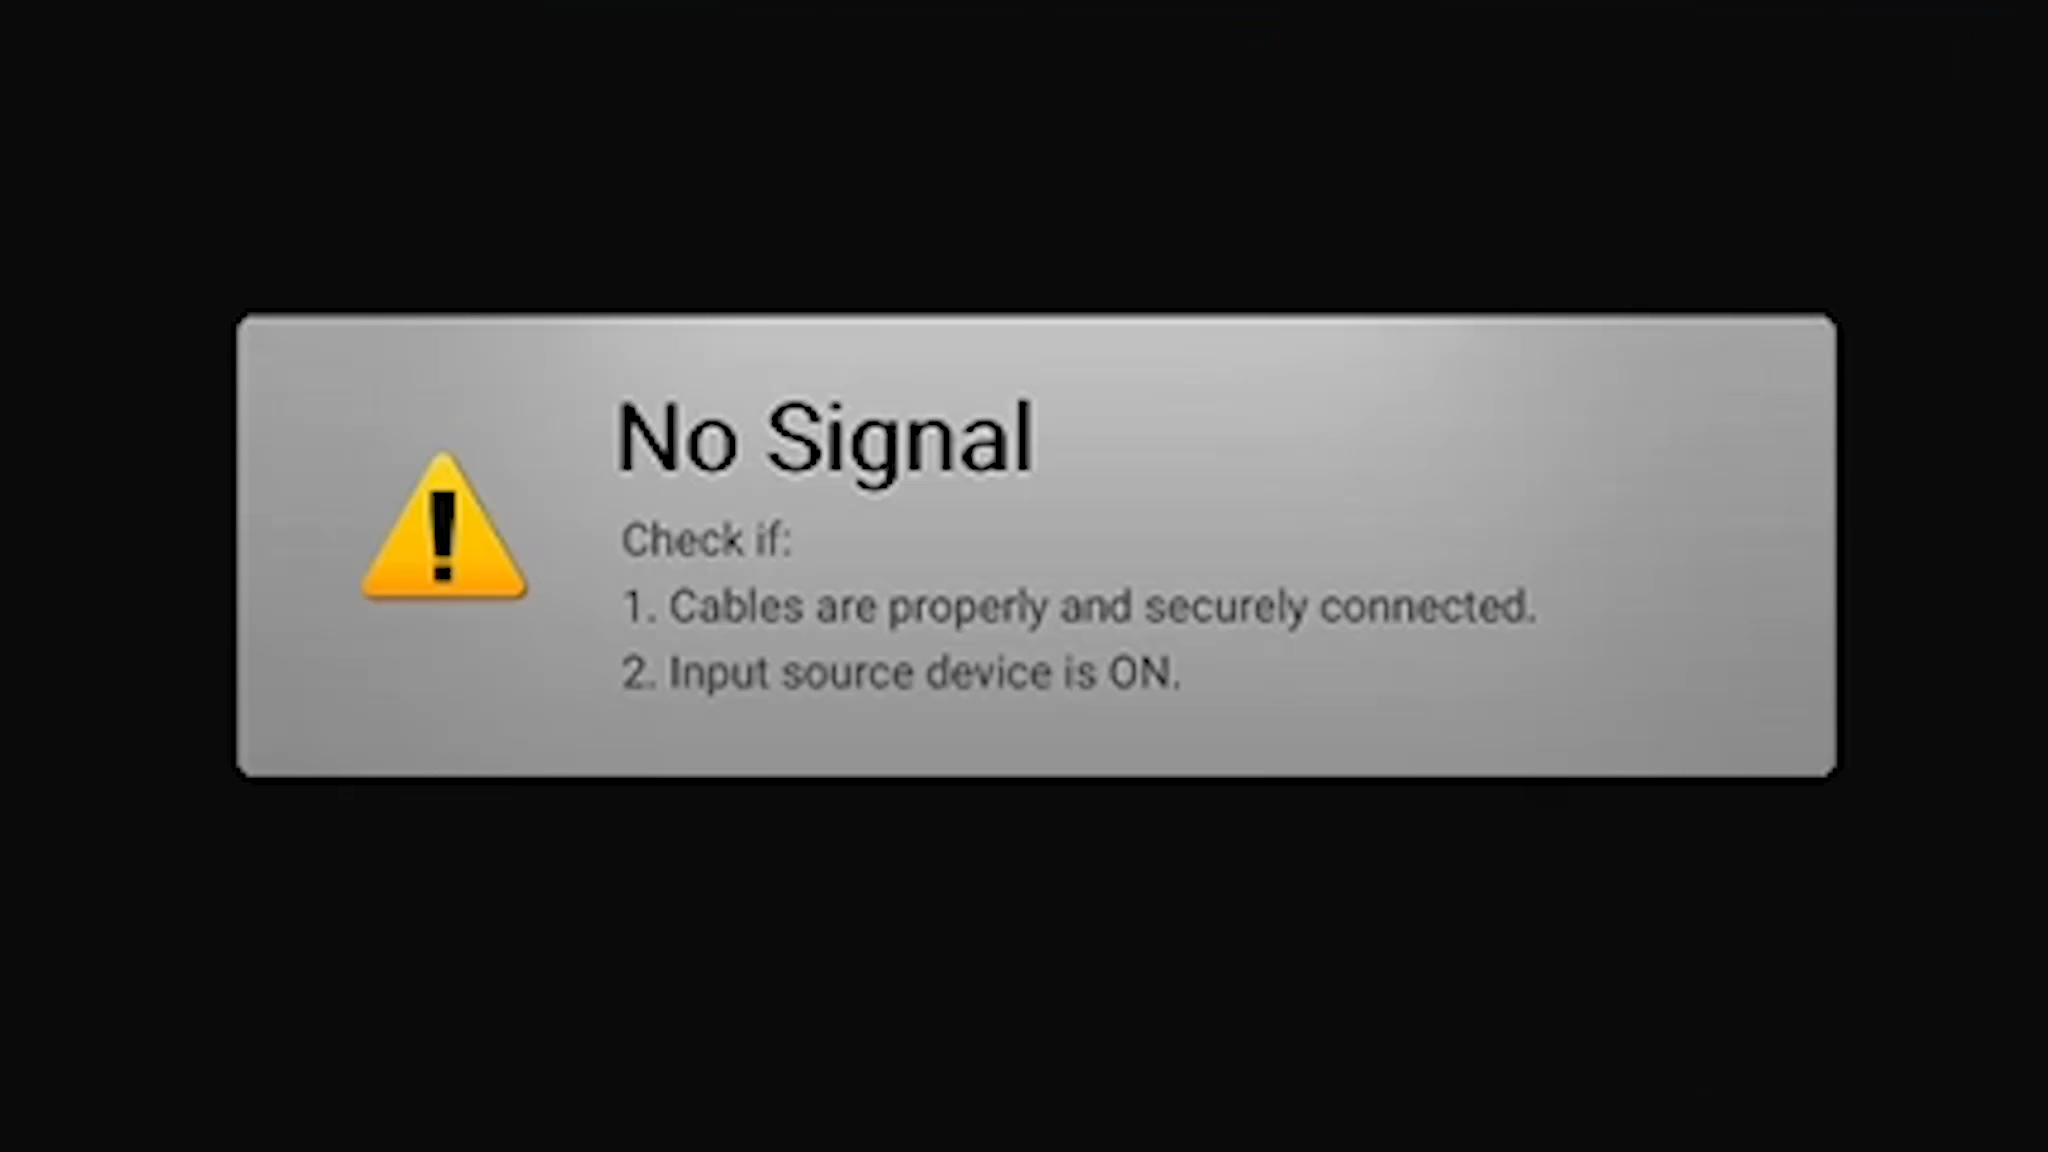 No Signal
Check if:
1. Cables are properly and securely connected.
2. Input source device is ON.